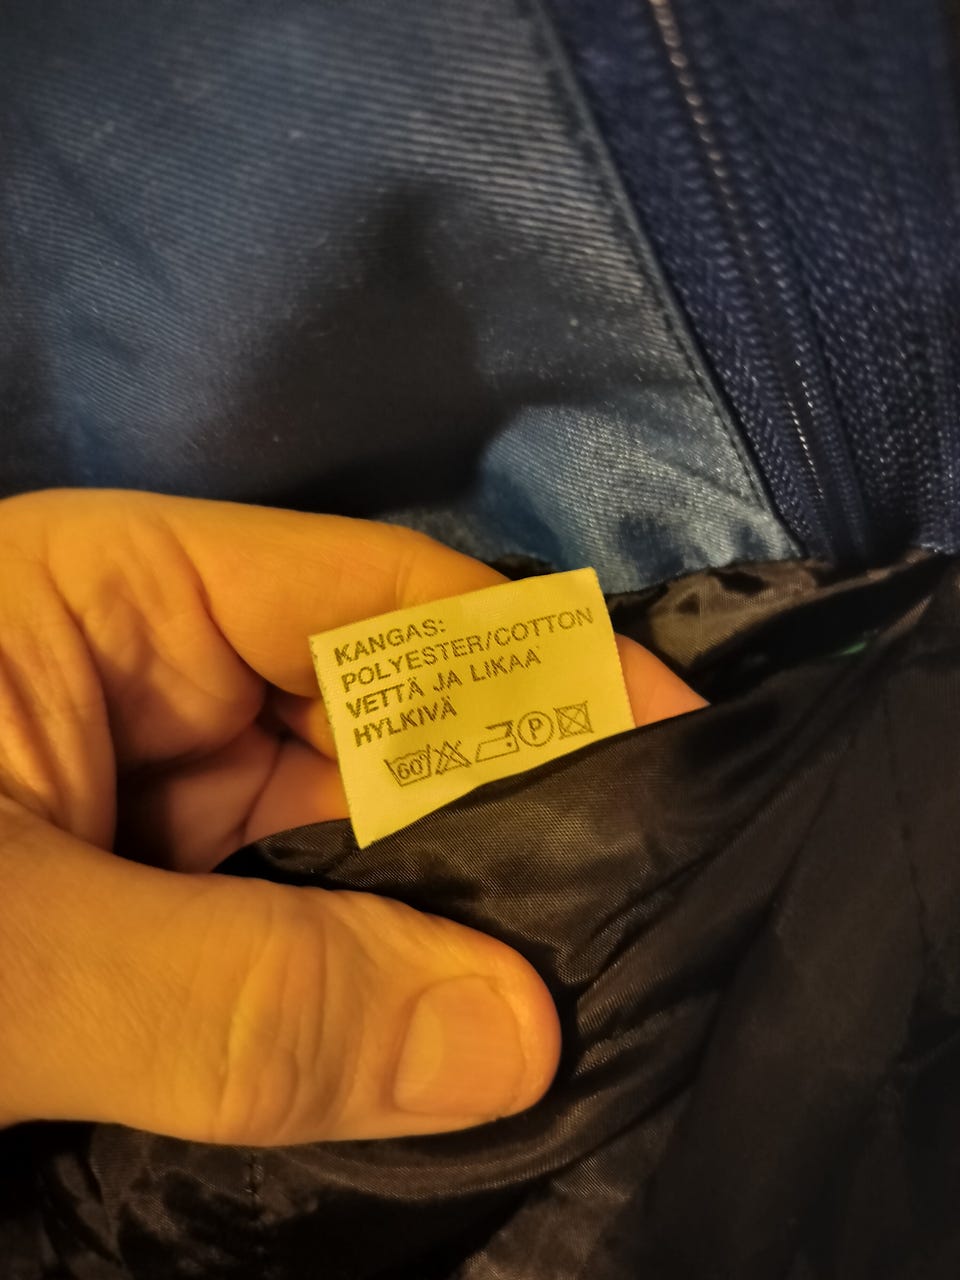 KANGAS:
POLYESTER/COTTON
VETTÄ JA LIKAA
HYLKIVÄ
60° P